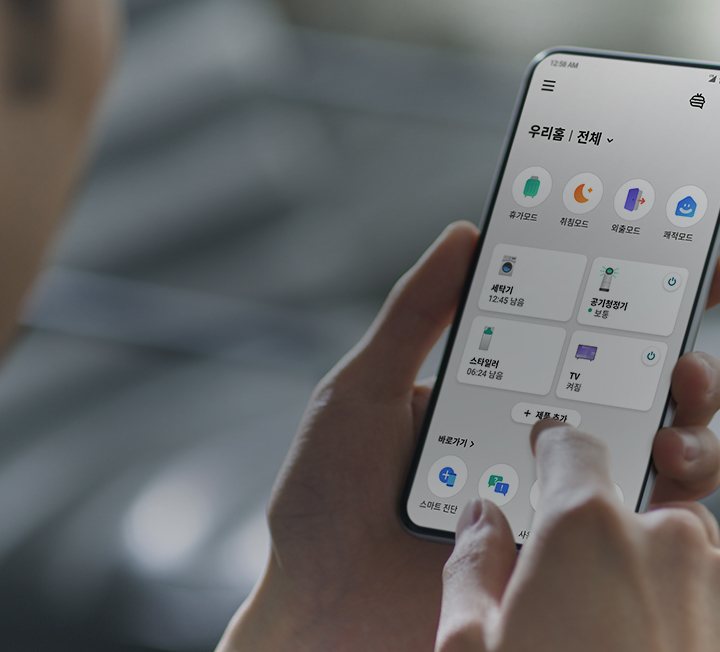 12:58 AM
우리홈 | 전체
휴가모드
취침모드
외출모드
쾌적모드
세탁기
12:45 남음
공기청정기
보통
스타일러
06:24 남음
TV
켜짐
+ 제품 추가
바로가기 >
스마트 진단